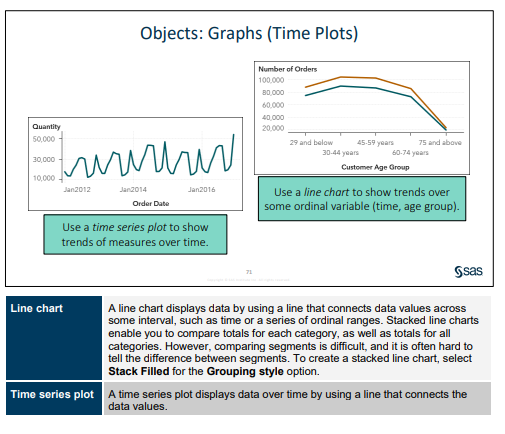 Objects: Graphs (Time Plots)
Number of Orders
100,000
80,000
60,000
40,000
20,000
29 and below 45-59 years 75 and above
30-44 years 60-74 years
Customer Age Group
Quantity
50,000
30,000
10,000
Jan2012 Jan2014 Jan2016
Order Date
Use a line chart to show trends over
some ordinal variable (time, age group).
Use a time series plot to show
trends of measures over time.
71
sas
Line chart
A line chart displays data by using a line that connects data values across
some interval, such as time or a series of ordinal ranges. Stacked line charts
enable you to compare totals for each category, as well as totals for all
categories. However, comparing segments is difficult, and it is often hard to
tell the difference between segments. To create a stacked line chart, select
Stack Filled for the Grouping style option.
Time series plot
A time series plot displays data over time by using a line that connects the
data values.